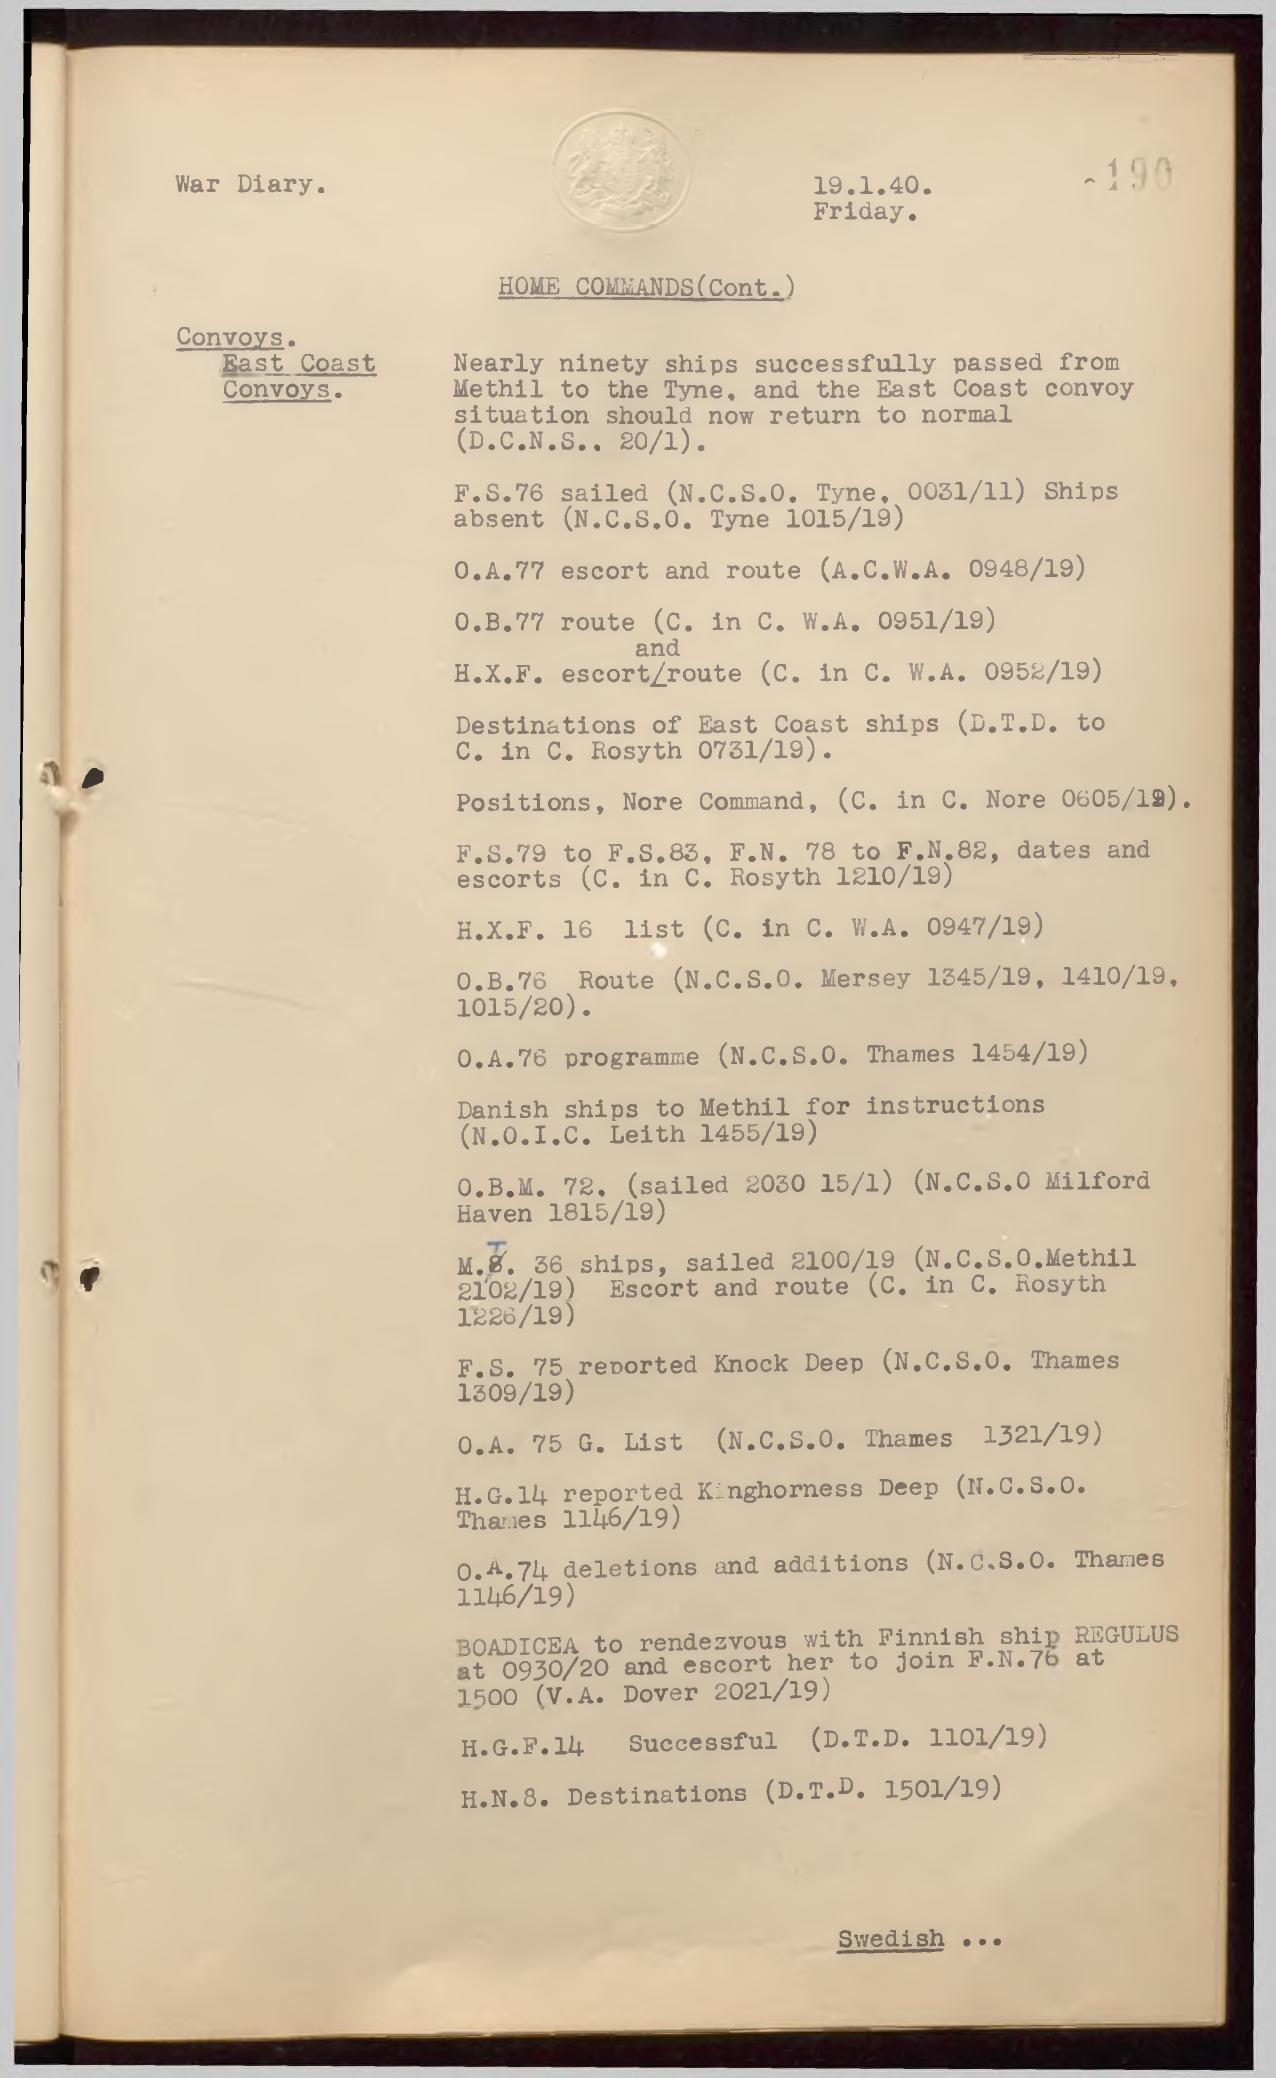 War Diary.
19.1.40.
Friday.
190
HOME COMMANDS(Cont.)
Convoys.
East Coast
Convoys.
Nearly ninety ships successfully passed from
Methil to the Tyne, and the East Coast convoy
situation should now return to normal
(D.C.N.S.. 20/1).
F.S.76 sailed (N.C.S.O. Tyne, 0031/11) Ships
absent (N.C.S.O. Tyne 1015/19)
O.A.77 escort and route (A.C.W.A. 0948/19)
O.B.77 route (C. in C. W.A. 0951/19)
and
H.X.F. escort/route (C. in C. W.A. 0952/19)
Destinations of East Coast ships (D.T.D. to
C. in C. Rosyth 0731/19).
Positions, Nore Command, (C. in C. Nore 0605/19).
F.S.79 to F.S.83, F.N. 78 to F.N.82, dates and
escorts (C. in C. Rosyth 1210/19)
H.X.F. 16 list (C. in C. W.A. 0947/19)
O.B.76 Route (N.C.S.O. Mersey 1345/19, 1410/19,
1015/20).
O.A.76 programme (N.C.S.O. Thames 1454/19)
Danish ships to Methil for instructions
(N.O.I.C. Leith 1455/19)
O.B.M. 72. (sailed 2030 15/1) (N.C.S.O Milford
Haven 1815/19)
M.T. 36 ships, sailed 2100/19 (N.C.S.O.Methil
2102/19) Escort and route (C. in C. Rosyth
1226/19)
F.S. 75 reported Knock Deep (N.C.S.O. Thames
1309/19)
O.A. 75 G. List (N.C.S.O. Thames 1321/19)
H.G.14 reported Kinghorness Deep (N.C.S.O.
Thames 1146/19)
O.A.74 deletions and additions (N.C.S.O. Thames
1146/19)
BOADICEA to rendezvous with Finnish ship REGULUS
at 0930/20 and escort her to join F.N.76 at
1500 (V.A. Dover 2021/19)
H.G.F.14 Successful (D.T.D. 1101/19)
H.N.8. Destinations (D.T.D. 1501/19)
Swedish ...